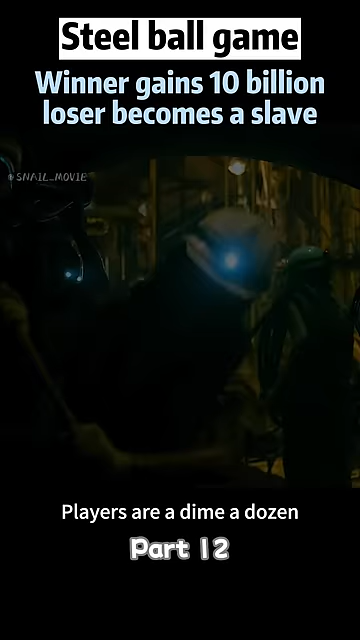 Steel ball game
Winner gains 10 billion
loser becomes a slave
@SNAIL_MOVIE
Players are a dime a dozen
Part 12